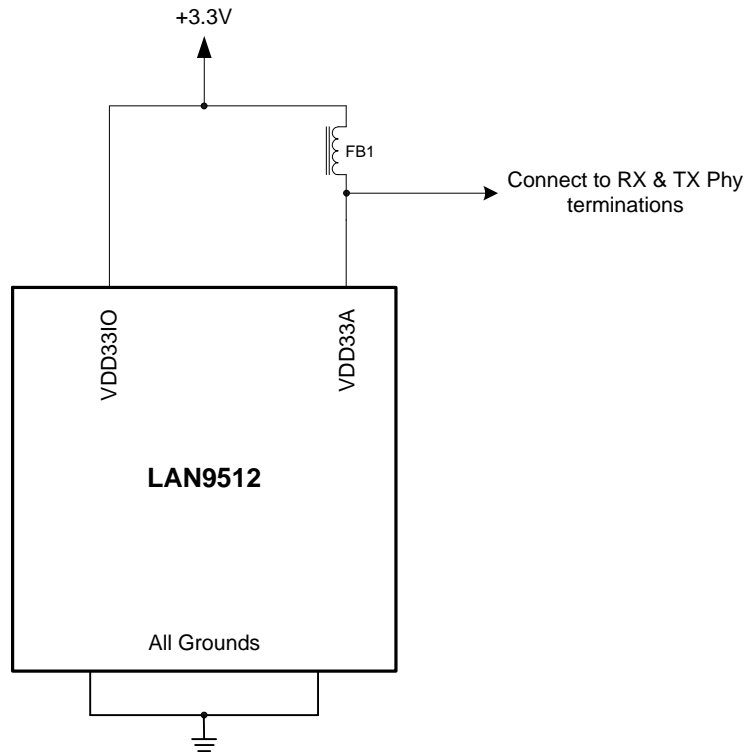 +3.3V
FB1
Connect to RX & TX Phy
terminations
VDD33IO
VDD33A
LAN9512
All Grounds